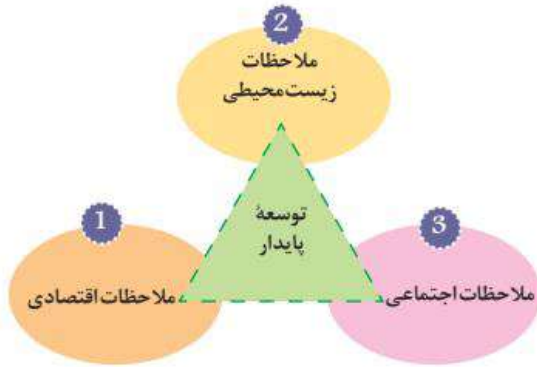 2
ملاحظات
زیست‌محیطی
توسعهٔ
پایدار
1
ملاحظات اقتصادی
3
ملاحظات اجتماعی